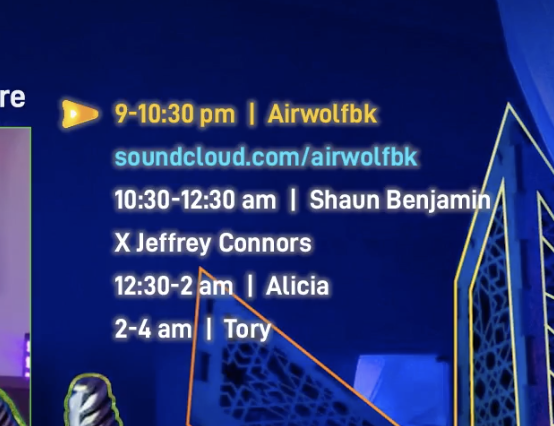 re
9-10:30 pm | Airwolfbk
soundcloud.com/airwolfbk
10:30-12:30 am | Shaun Benjamin
X Jeffrey Connors
12:30-2 am | Alicia
2-4 am | Tory